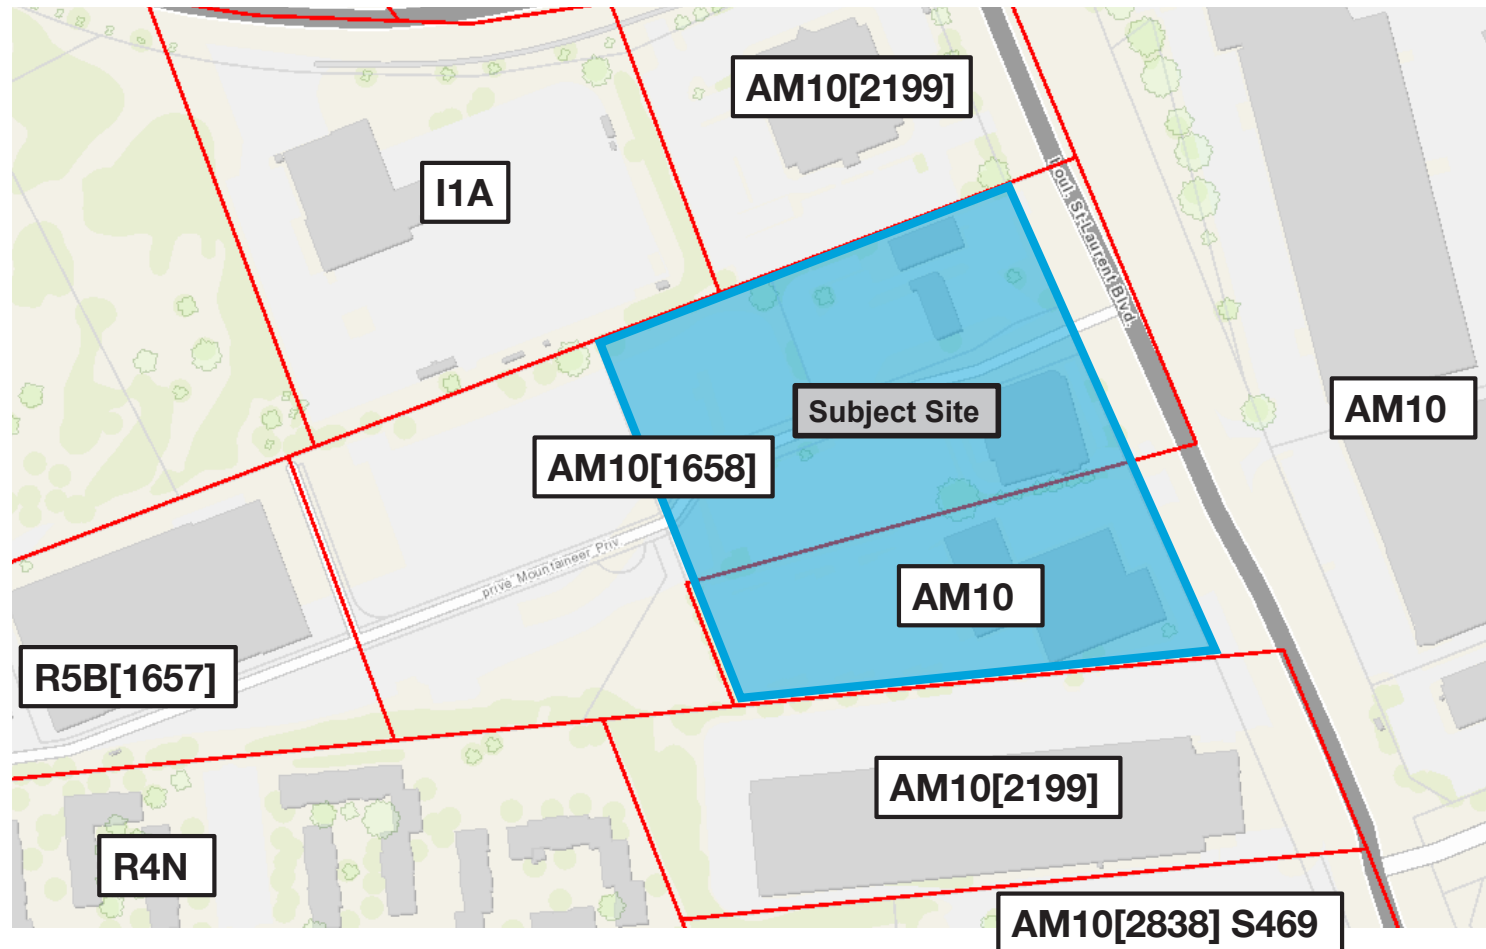 AM10[2199]
I1A
Boul. St-Laurent Blvd.
Subject Site
AM10
AM10[1658]
privé Mountaineer Priv.
AM10
R5B[1657]
AM10[2199]
R4N
AM10[2838] S469